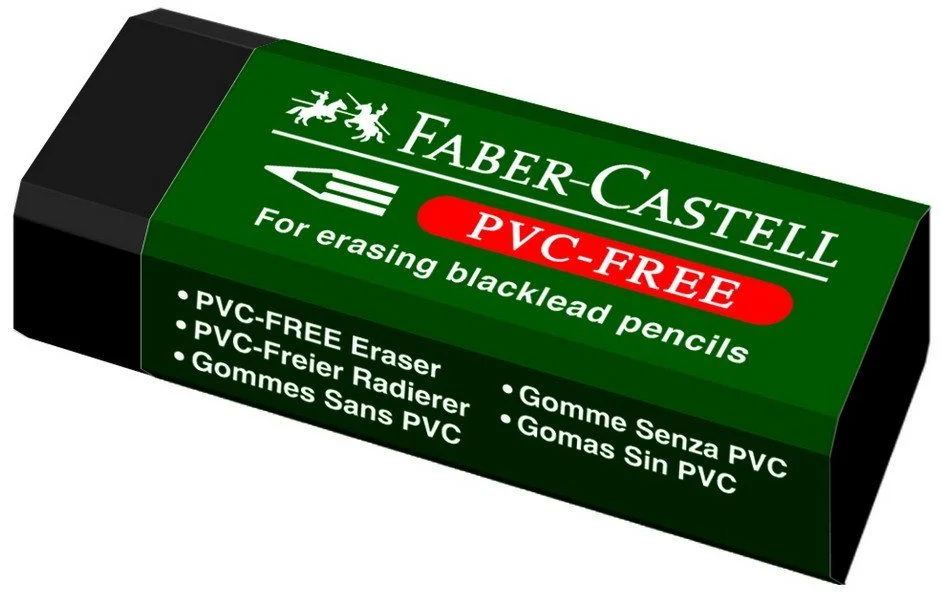 FABER-CASTELL
PVC-FREE
For erasing blacklead pencils
• PVC-FREE Eraser
• PVC-Freier Radierer
• Gommes Sans PVC
• Gomme Senza PVC
• Gomas Sin PVC